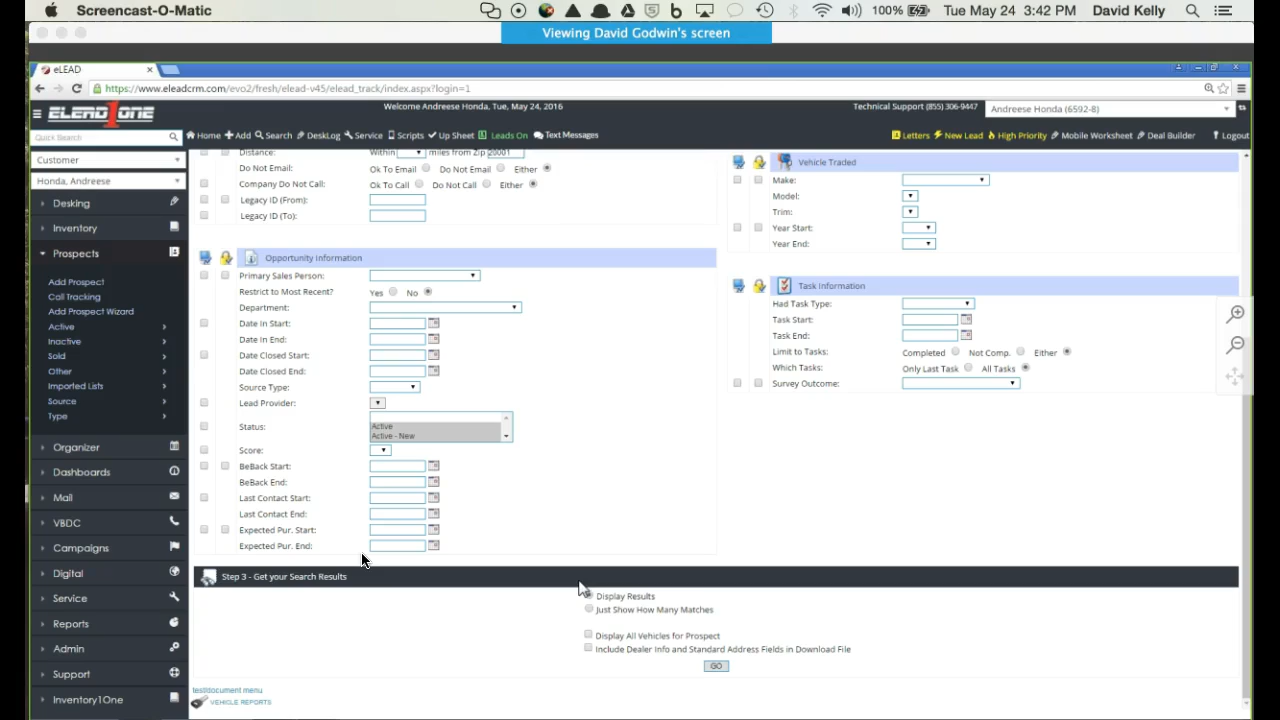 Screencast-O-Matic
100%
Tue May 24 3:42 PM
David Kelly
Viewing David Godwin's screen
eLEAD
https://www.eleadcrm.com/evo2/fresh/elead-v45/elead_track/index.aspx?login=1
ELEAD1ONE
Welcome Andreese Honda, Tue, May 24, 2016
Technical Support (855) 306-9447
Andreese Honda (6592-8)
Quick Search
Home Add Search DeskLog Service Scripts Up Sheet Leads On Text Messages
Letters New Lead High Priority Mobile Worksheet Deal Builder Logout
Customer
Honda, Andreese
Desking
Inventory
Prospects
Add Prospect
Call Tracking
Add Prospect Wizard
Active
Inactive
Sold
Other
Imported Lists
Source
Type
Organizer
Dashboards
Mail
VBDC
Campaigns
Digital
Service
Reports
Admin
Support
Inventory1One
Distance: Within miles from Zip 20001
Do Not Email: Ok To Email Do Not Email Either
Company Do Not Call: Ok To Call Do Not Call Either
Legacy ID (From):
Legacy ID (To):
Opportunity Information
Primary Sales Person:
Restrict to Most Recent? Yes No
Department:
Date In Start:
Date In End:
Date Closed Start:
Date Closed End:
Source Type:
Lead Provider:
Status:
Active
Active - New
Score:
BeBack Start:
BeBack End:
Last Contact Start:
Last Contact End:
Expected Pur. Start:
Expected Pur. End:
Vehicle Traded
Make:
Model:
Trim:
Year Start:
Year End:
Task Information
Had Task Type:
Task Start:
Task End:
Limit to Tasks: Completed Not Comp. Either
Which Tasks: Only Last Task All Tasks
Survey Outcome:
Step 3 - Get your Search Results
Display Results
Just Show How Many Matches
Display All Vehicles for Prospect
Include Dealer Info and Standard Address Fields in Download File
GO
testdocument menu
VEHICLE REPORTS